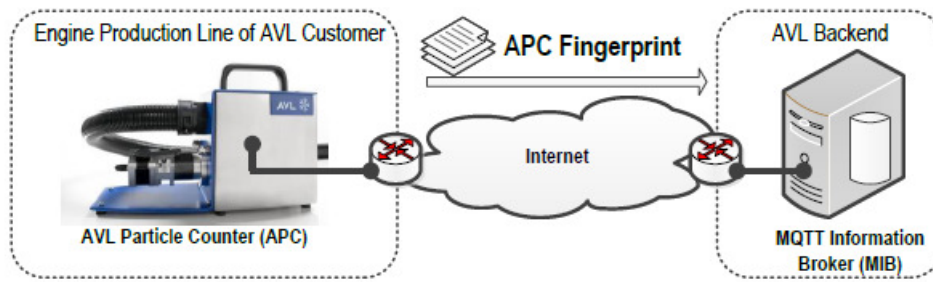 Engine Production Line of AVL Customer
APC Fingerprint
AVL Backend
AVL
Internet
AVL Particle Counter (APC)
MQTT Information
Broker (MIB)